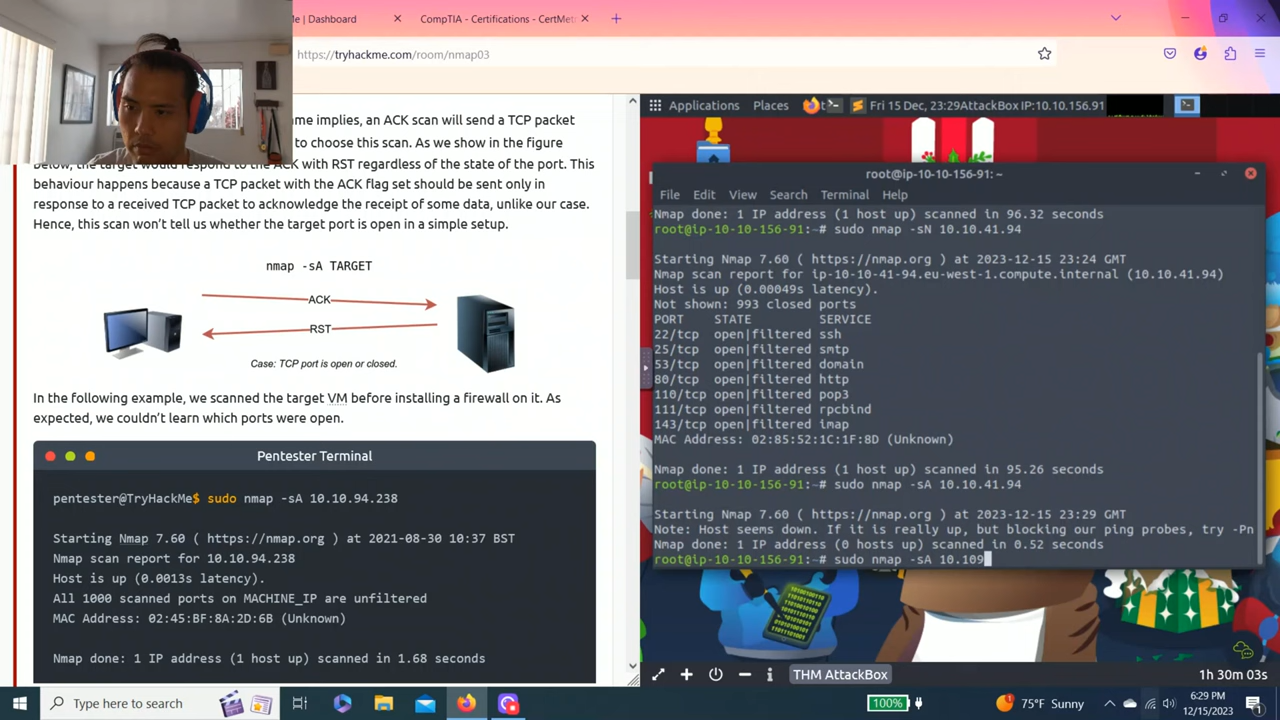 Me | Dashboard
CompTIA - Certifications - CertMet
https://tryhackme.com/room/nmap03
me implies, an ACK scan will send a TCP packet
to choose this scan. As we show in the figure
below, the target would respond to the ACK with RST regardless of the state of the port. This
behaviour happens because a TCP packet with the ACK flag set should be sent only in
response to a received TCP packet to acknowledge the receipt of some data, unlike our case.
Hence, this scan won't tell us whether the target port is open in a simple setup.
nmap -sA TARGET
ACK
RST
Case: TCP port is open or closed.
In the following example, we scanned the target VM before installing a firewall on it. As
expected, we couldn't learn which ports were open.
Pentester Terminal
pentester@TryHackMe$ sudo nmap -sA 10.10.94.238
Starting Nmap 7.60 ( https://nmap.org ) at 2021-08-30 10:37 BST
Nmap scan report for 10.10.94.238
Host is up (0.0013s latency).
All 1000 scanned ports on MACHINE_IP are unfiltered
MAC Address: 02:45:BF:8A:2D:6B (Unknown)
Nmap done: 1 IP address (1 host up) scanned in 1.68 seconds
Applications Places Fri 15 Dec, 23:29 AttackBox IP:10.10.156.91
root@ip-10-10-156-91: ~
File Edit View Search Terminal Help
Nmap done: 1 IP address (1 host up) scanned in 96.32 seconds
root@ip-10-10-156-91:~# sudo nmap -sN 10.10.41.94
Starting Nmap 7.60 ( https://nmap.org ) at 2023-12-15 23:24 GMT
Nmap scan report for ip-10-10-41-94.eu-west-1.compute.internal (10.10.41.94)
Host is up (0.00049s latency).
Not shown: 993 closed ports
PORT STATE SERVICE
22/tcp open|filtered ssh
25/tcp open|filtered smtp
53/tcp open|filtered domain
80/tcp open|filtered http
110/tcp open|filtered pop3
111/tcp open|filtered rpcbind
143/tcp open|filtered imap
MAC Address: 02:85:52:1C:1F:8D (Unknown)
Nmap done: 1 IP address (1 host up) scanned in 95.26 seconds
root@ip-10-10-156-91:~# sudo nmap -sA 10.10.41.94
Starting Nmap 7.60 ( https://nmap.org ) at 2023-12-15 23:29 GMT
Note: Host seems down. If it is really up, but blocking our ping probes, try -Pn
Nmap done: 1 IP address (0 hosts up) scanned in 0.52 seconds
root@ip-10-10-156-91:~# sudo nmap -sA 10.109
THM AttackBox
1h 30m 03s
Type here to search
100%
75°F Sunny
6:29 PM
12/15/2023